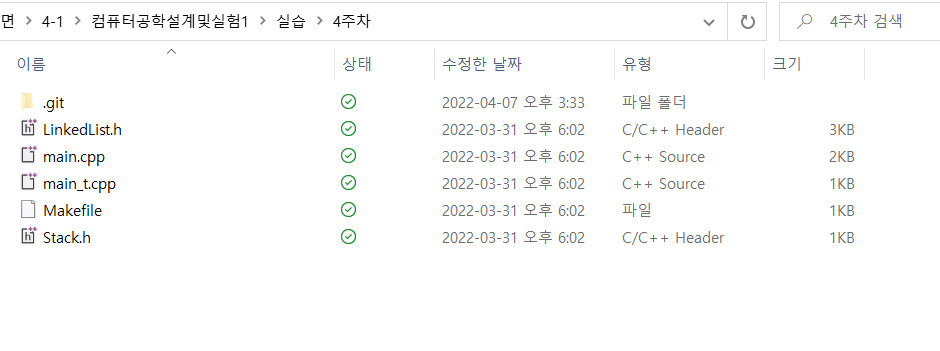 면 > 4-1 > 컴퓨터공학설계및실험1 > 실습 > 4주차 4주차 검색
이름 상태 수정한 날짜 유형 크기
.git 2022-04-07 오후 3:33 파일 폴더
LinkedList.h 2022-03-31 오후 6:02 C/C++ Header 3KB
main.cpp 2022-03-31 오후 6:02 C++ Source 2KB
main_t.cpp 2022-03-31 오후 6:02 C++ Source 1KB
Makefile 2022-03-31 오후 6:02 파일 1KB
Stack.h 2022-03-31 오후 6:02 C/C++ Header 1KB